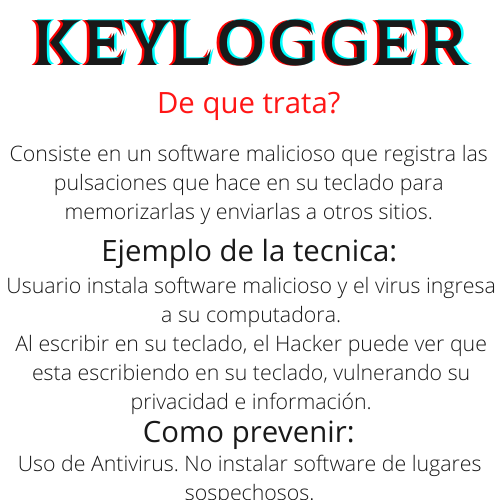 KEYLOGGER
De que trata?
Consiste en un software malicioso que registra las
pulsaciones que hace en su teclado para
memorizarlas y enviarlas a otros sitios.
Ejemplo de la tecnica:
Usuario instala software malicioso y el virus ingresa
a su computadora.
Al escribir en su teclado, el Hacker puede ver que
esta escribiendo en su teclado, vulnerando su
privacidad e información.
Como prevenir:
Uso de Antivirus. No instalar software de lugares
sospechosos.